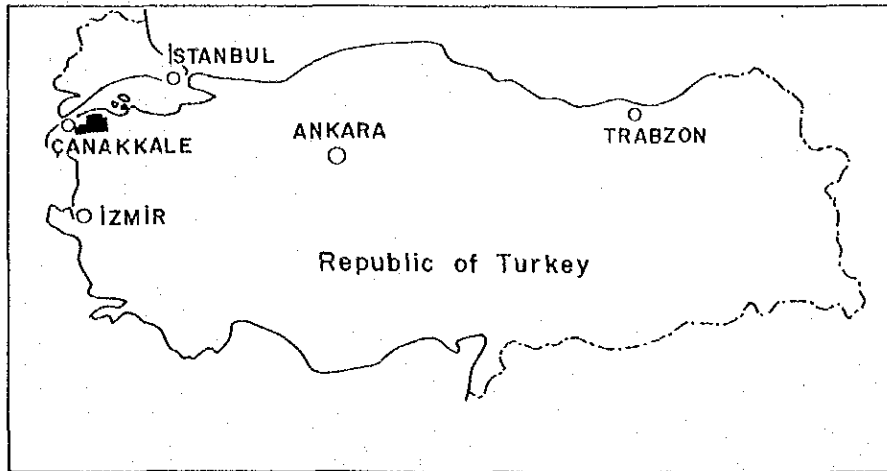 İSTANBUL
ÇANAKKALE
ANKARA
TRABZON
İZMİR
Republic of Turkey